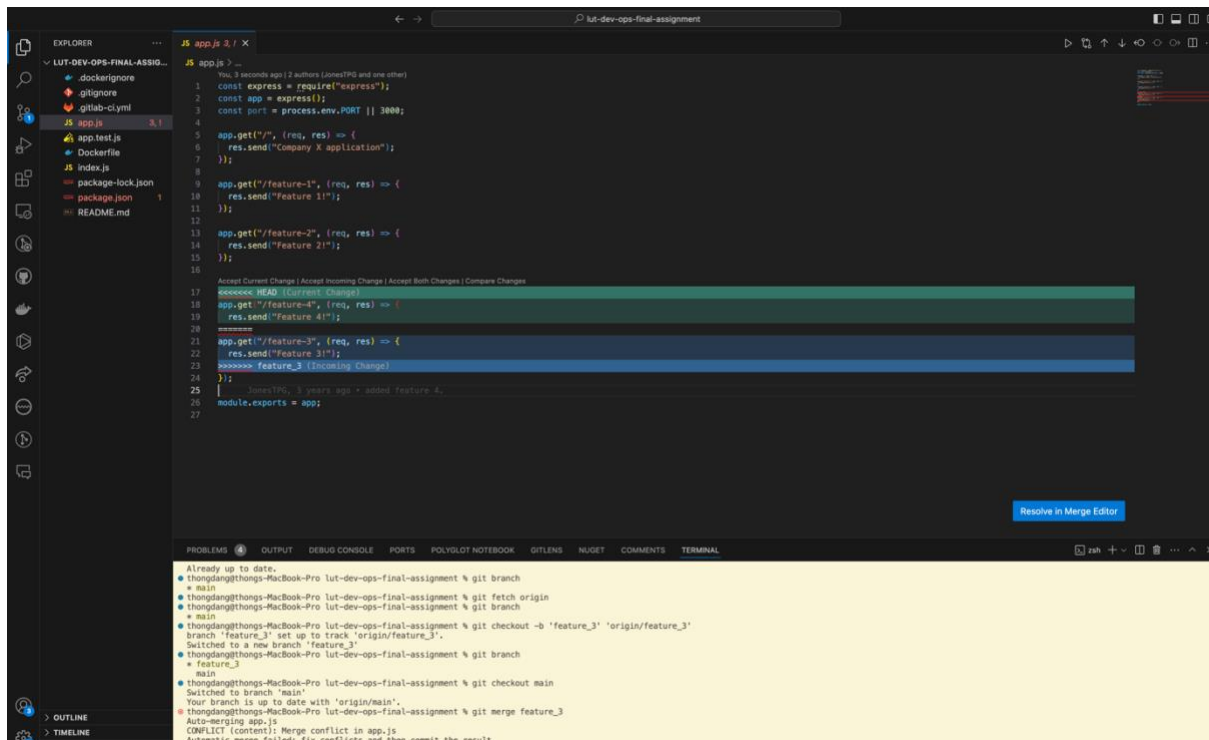 lut-dev-ops-final-assignment
EXPLORER
JS app.js 3, ! ×
LUT-DEV-OPS-FINAL-ASSIG...
.dockerignore
.gitignore
.gitlab-ci.yml
JS app.js 3, !
app.test.js
Dockerfile
JS index.js
package-lock.json
package.json 1
README.md
OUTLINE
TIMELINE
JS app.js > ...
You, 3 seconds ago | 2 authors (JonesTPG and one other)
1 const express = require("express");
2 const app = express();
3 const port = process.env.PORT || 3000;
4
5 app.get("/", (req, res) => {
6 res.send("Company X application");
7 });
8
9 app.get("/feature-1", (req, res) => {
10 res.send("Feature 1!");
11 });
12
13 app.get("/feature-2", (req, res) => {
14 res.send("Feature 2!");
15 });
16
Accept Current Change | Accept Incoming Change | Accept Both Changes | Compare Changes
17 <<<<<<< HEAD (Current Change)
18 app.get("/feature-4", (req, res) => {
19 res.send("Feature 4!");
20 =======
21 app.get("/feature-3", (req, res) => {
22 res.send("Feature 3!");
23 >>>>>>> feature_3 (Incoming Change)
24 });
25 JonesTPG, 3 years ago • added feature 4.
26 module.exports = app;
27
Resolve in Merge Editor
PROBLEMS 4 OUTPUT DEBUG CONSOLE PORTS POLYGLOT NOTEBOOK GITLENS NUGET COMMENTS TERMINAL
zsh
Already up to date.
thongdang@thongs-MacBook-Pro lut-dev-ops-final-assignment % git branch
* main
thongdang@thongs-MacBook-Pro lut-dev-ops-final-assignment % git fetch origin
thongdang@thongs-MacBook-Pro lut-dev-ops-final-assignment % git branch
* main
thongdang@thongs-MacBook-Pro lut-dev-ops-final-assignment % git checkout -b 'feature_3' 'origin/feature_3'
branch 'feature_3' set up to track 'origin/feature_3'.
Switched to a new branch 'feature_3'
thongdang@thongs-MacBook-Pro lut-dev-ops-final-assignment % git branch
* feature_3
main
thongdang@thongs-MacBook-Pro lut-dev-ops-final-assignment % git checkout main
Switched to branch 'main'
Your branch is up to date with 'origin/main'.
thongdang@thongs-MacBook-Pro lut-dev-ops-final-assignment % git merge feature_3
Auto-merging app.js
CONFLICT (content): Merge conflict in app.js
Automatic merge failed; fix conflicts and then commit the result.